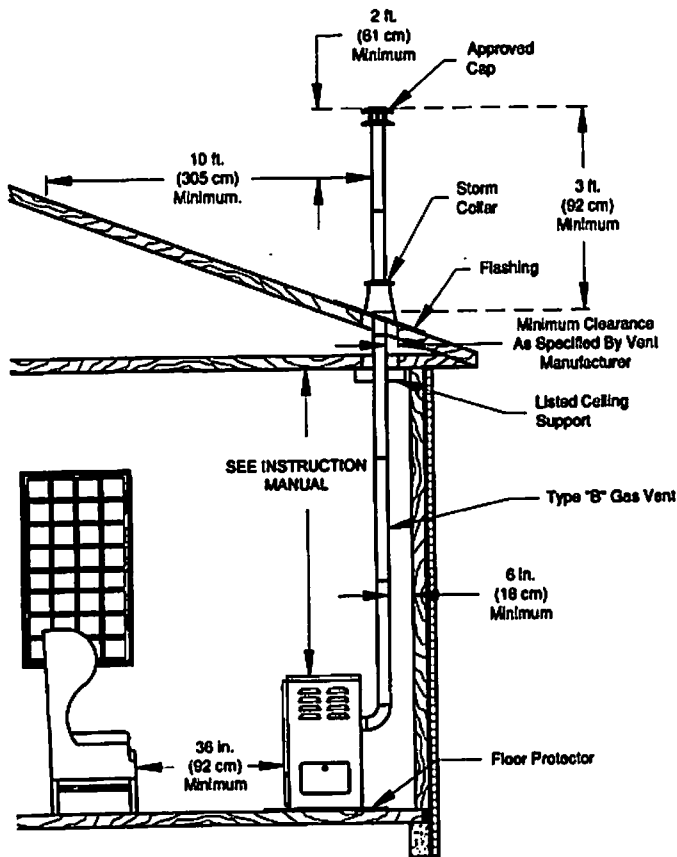 2 ft.
(61 cm)
Minimum
Approved
Cap
10 ft.
(305 cm)
Minimum.
Storm
Collar
3 ft.
(92 cm)
Minimum
Flashing
Minimum Clearance
As Specified By Vent
Manufacturer
Listed Ceiling
Support
SEE INSTRUCTION
MANUAL
Type "B" Gas Vent
6 in.
(18 cm)
Minimum
36 in.
(92 cm)
Minimum
Floor Protector